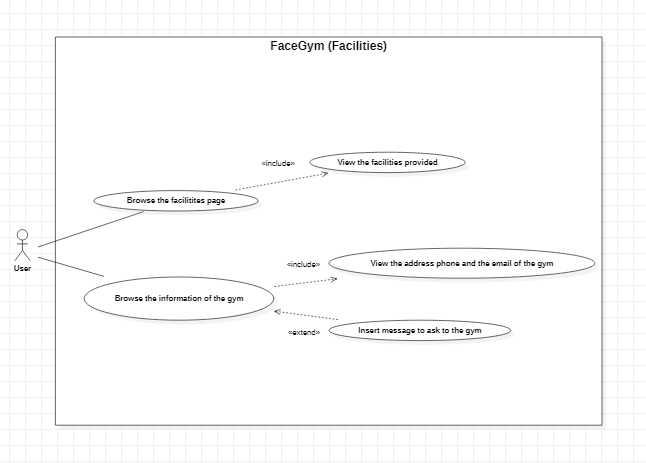 FaceGym (Facilities)
«include»
View the facilities provided
Browse the facilitites page
User
«include»
View the address phone and the email of the gym
Browse the information of the gym
«extend»
Insert message to ask to the gym